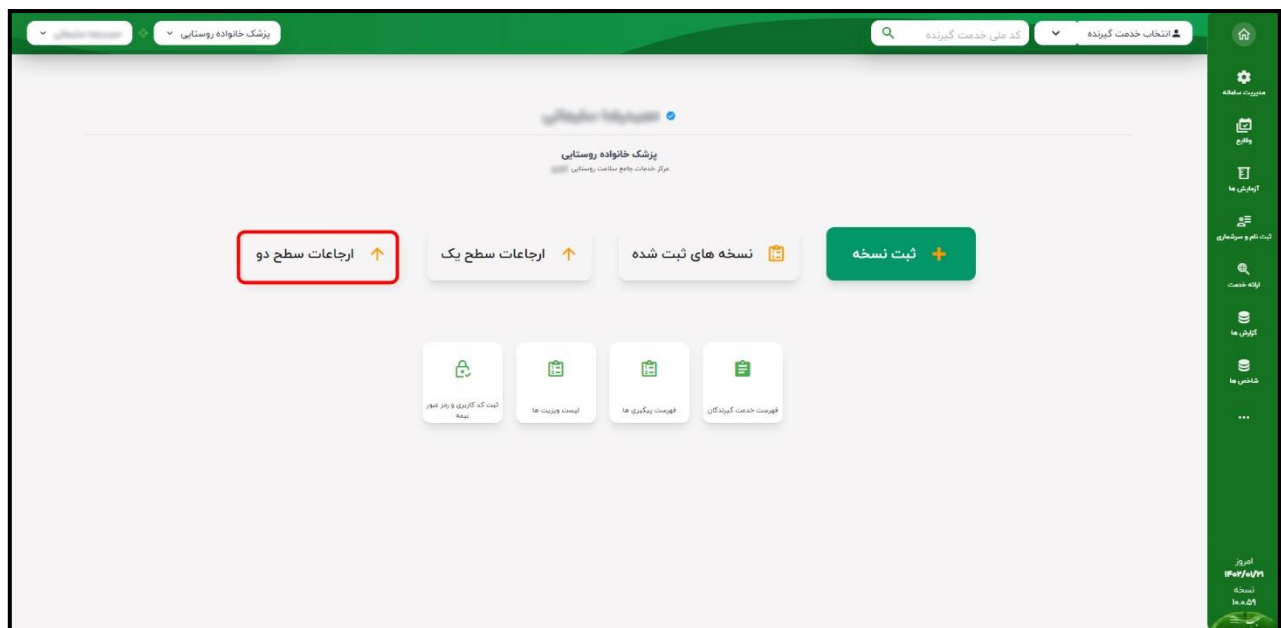 انتخاب خدمت گیرنده
کد ملی خدمت گیرنده
پزشک خانواده روستایی
مدیریت سامانه
وقایع
آزمایش ها
ثبت نام و سرشماری
ارائه خدمت
گزارش ها
شاخص ها
پزشک خانواده روستایی
مرکز خدمات جامع سلامت روستایی
ثبت نسخه
نسخه های ثبت شده
ارجاعات سطح یک
ارجاعات سطح دو
فهرست خدمت گیرندگان
فهرست پیگیری ها
لیست ویزیت ها
ثبت کد کاربری و رمز عبور
بیمه
امروز
۱۴۰۲/۰۱/۲۱
نسخه
۱۰.۰.۵۹